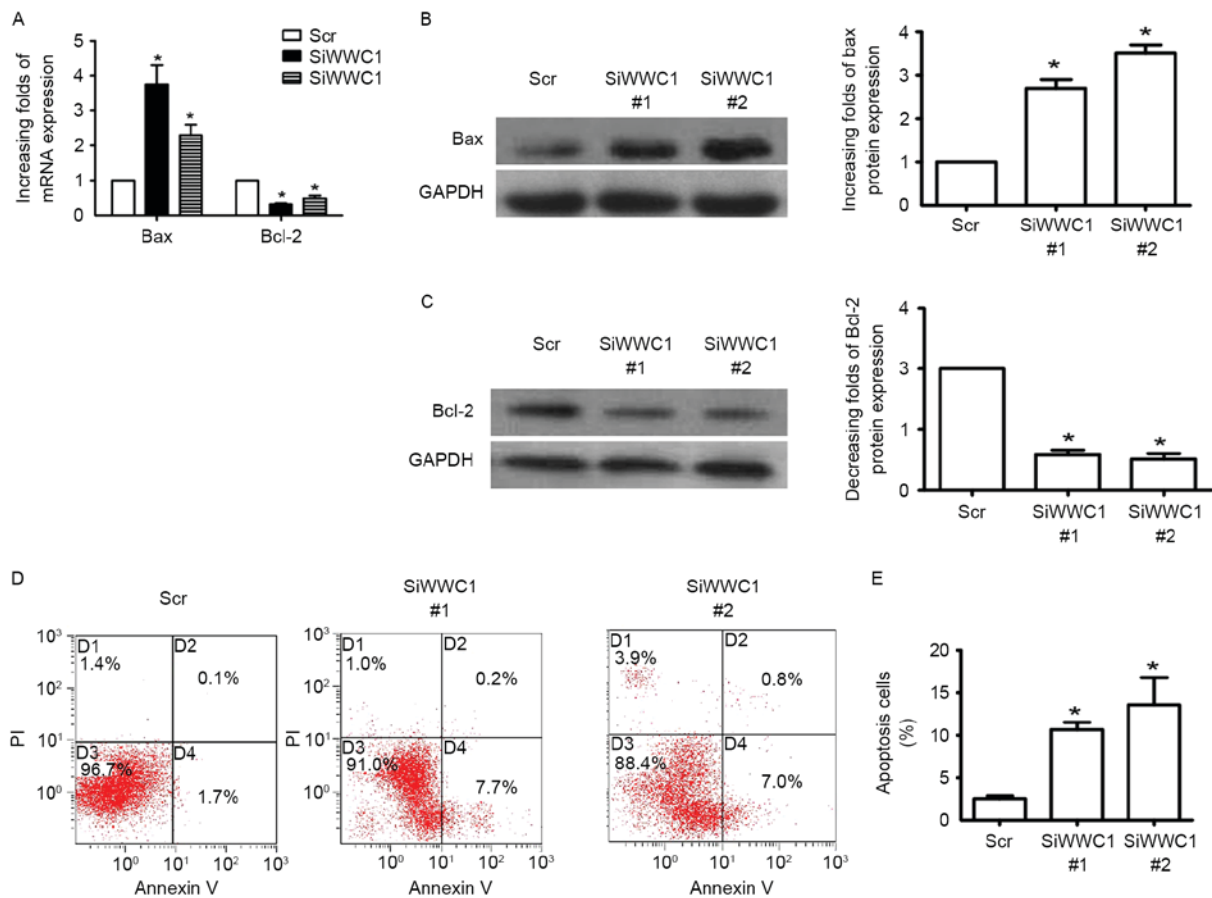 A
Increasing folds of
mRNA expression
5
4
3
2
1
0
*
*
*
*
Bax
Bcl-2
Scr
SiWWC1
SiWWC1
B
Scr
SiWWC1
#1
SiWWC1
#2
Bax
GAPDH
Increasing folds of bax
protein expression
4
3
1
0
*
*
Scr
SiWWC1
#1
SiWWC1
#2
C
Scr
SiWWC1
#1
SiWWC1
#2
Bcl-2
GAPDH
Decreasing folds of Bcl-2
protein expression
4
3
1
0
*
*
Scr
SiWWC1
#1
SiWWC1
#2
D
Scr
PI
10³
10²
10¹
10⁰
D1
1.4%
D2
0.1%
D3
96.7%
D4
1.7%
10⁰ 10¹ 10² 10³
Annexin V
SiWWC1
#1
PI
10³
10²
10¹
10⁰
D1
1.0%
D2
0.2%
D3
91.0%
D4
7.7%
10⁰ 10¹ 10² 10³
Annexin V
SiWWC1
#2
D1
3.9%
D2
0.8%
D3
88.4%
D4
7.0%
10⁰ 10¹ 10² 10³
Annexin V
E
Apoptosis cells
(%)
20
15
10
5
0
*
*
Scr
SiWWC1
#1
SiWWC1
#2